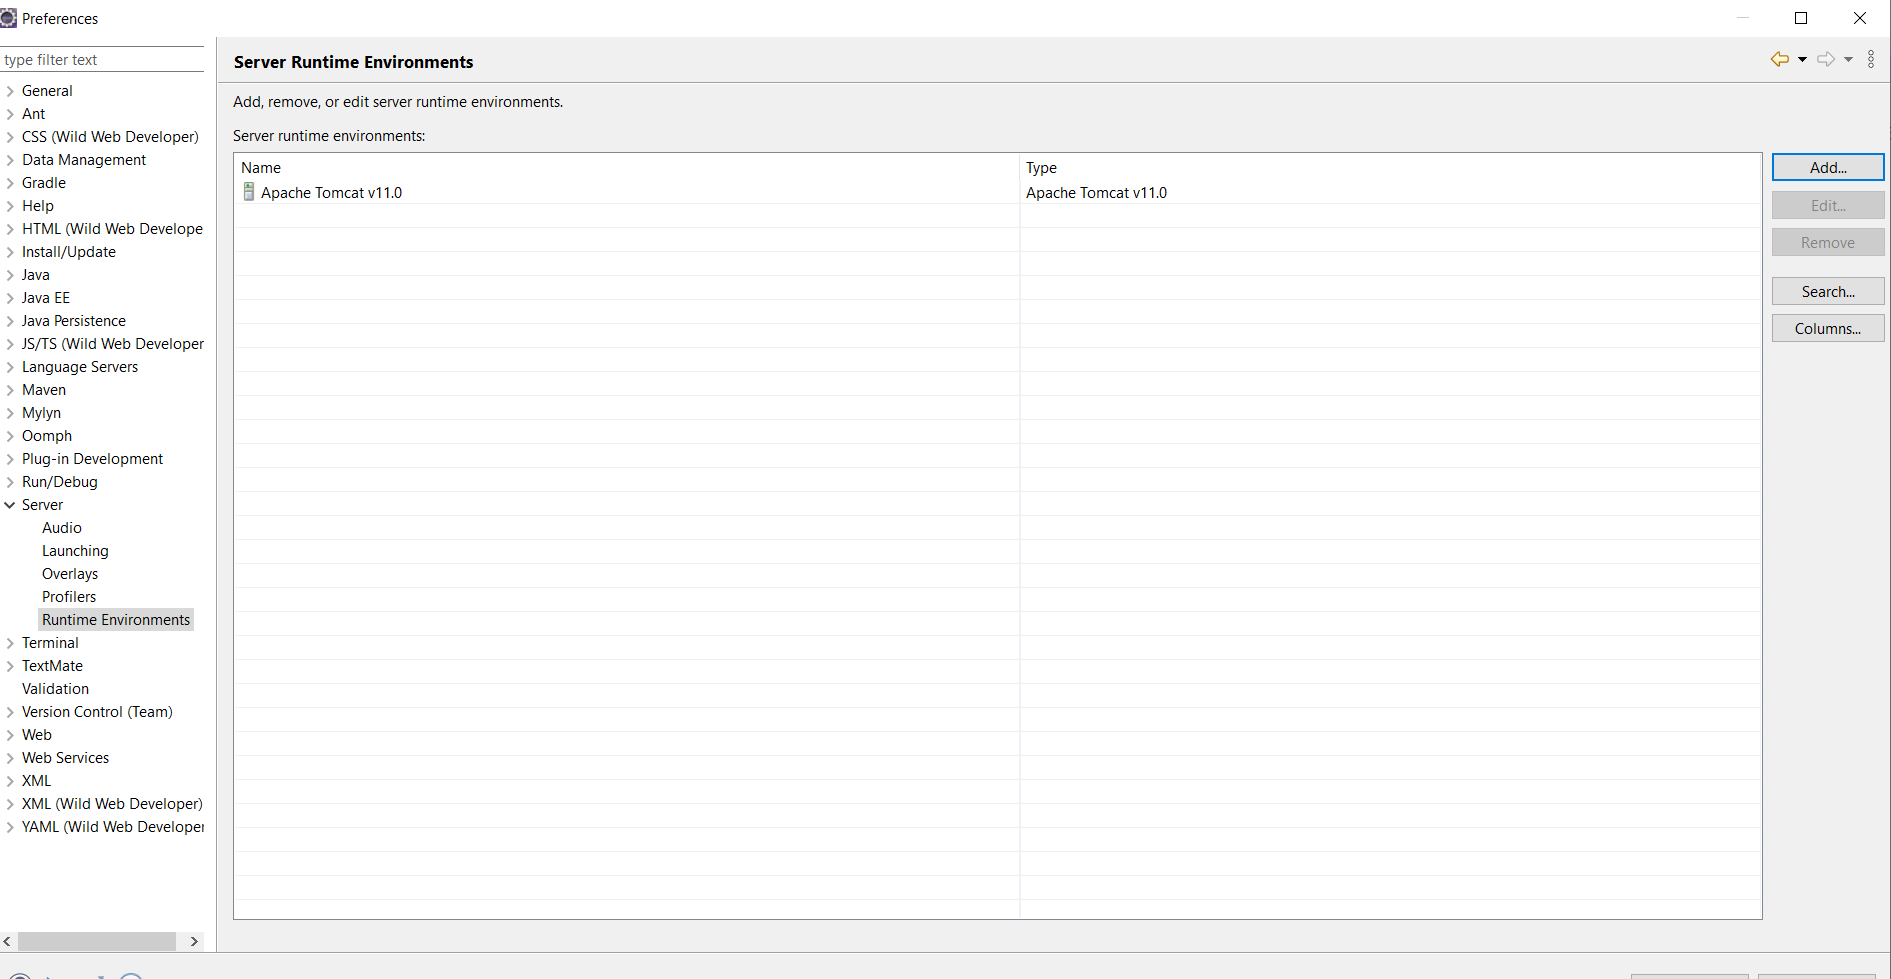 Preferences
type filter text
General
Ant
CSS (Wild Web Developer)
Data Management
Gradle
Help
HTML (Wild Web Develope
Install/Update
Java
Java EE
Java Persistence
JS/TS (Wild Web Developer
Language Servers
Maven
Mylyn
Oomph
Plug-in Development
Run/Debug
Server
Audio
Launching
Overlays
Profilers
Runtime Environments
Terminal
TextMate
Validation
Version Control (Team)
Web
Web Services
XML
XML (Wild Web Developer)
YAML (Wild Web Developer
Server Runtime Environments
Add, remove, or edit server runtime environments.
Server runtime environments:
Name Type
Apache Tomcat v11.0 Apache Tomcat v11.0
Add...
Edit...
Remove
Search...
Columns...